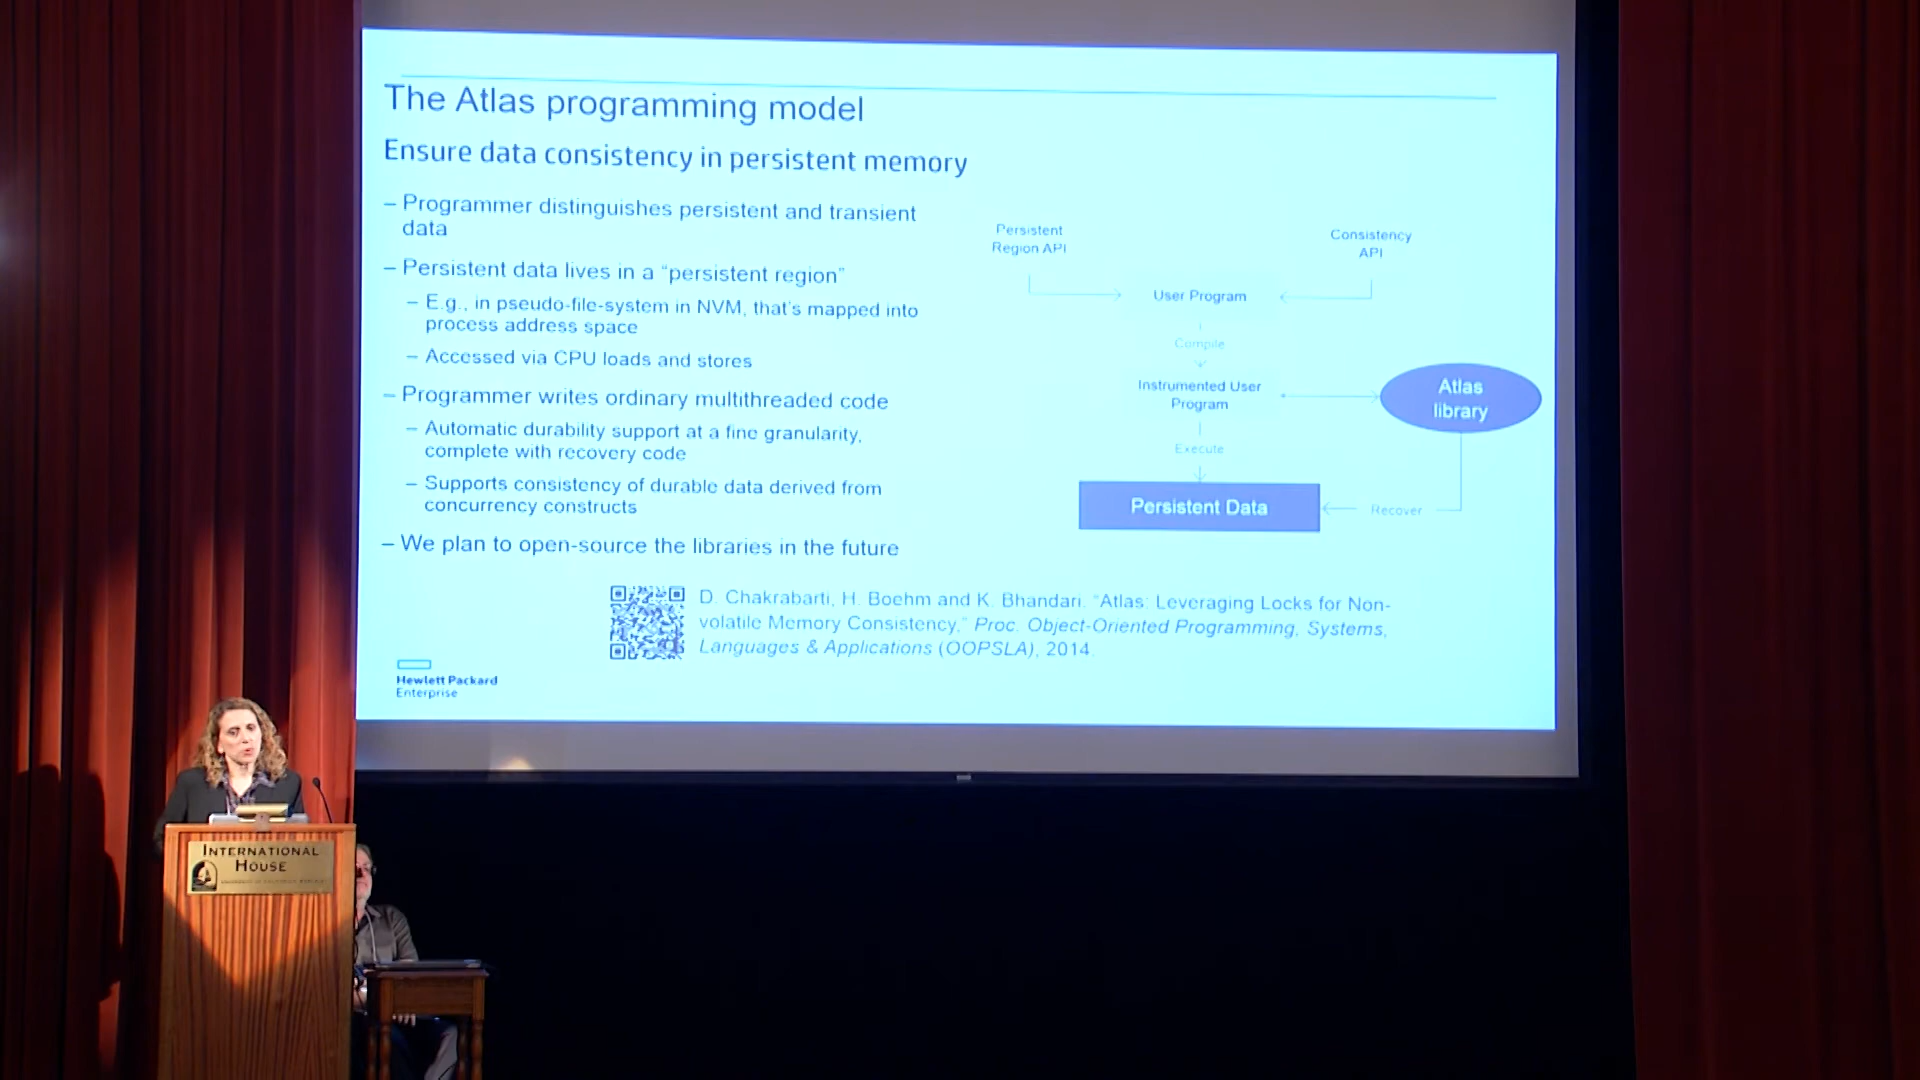 The Atlas programming model
Ensure data consistency in persistent memory
– Programmer distinguishes persistent and transient
data
– Persistent data lives in a “persistent region”
– E.g., in pseudo-file-system in NVM, that’s mapped into
process address space
– Accessed via CPU loads and stores
– Programmer writes ordinary multithreaded code
– Automatic durability support at a fine granularity,
complete with recovery code
– Supports consistency of durable data derived from
concurrency constructs
– We plan to open-source the libraries in the future
Persistent
Region API
Consistency
API
User Program
Compile
Instrumented User
Program
Atlas
library
Execute
Persistent Data
Recover
D. Chakrabarti, H. Boehm and K. Bhandari. “Atlas: Leveraging Locks for Non-
volatile Memory Consistency,” Proc. Object-Oriented Programming, Systems,
Languages & Applications (OOPSLA), 2014.
Hewlett Packard
Enterprise
INTERNATIONAL
HOUSE